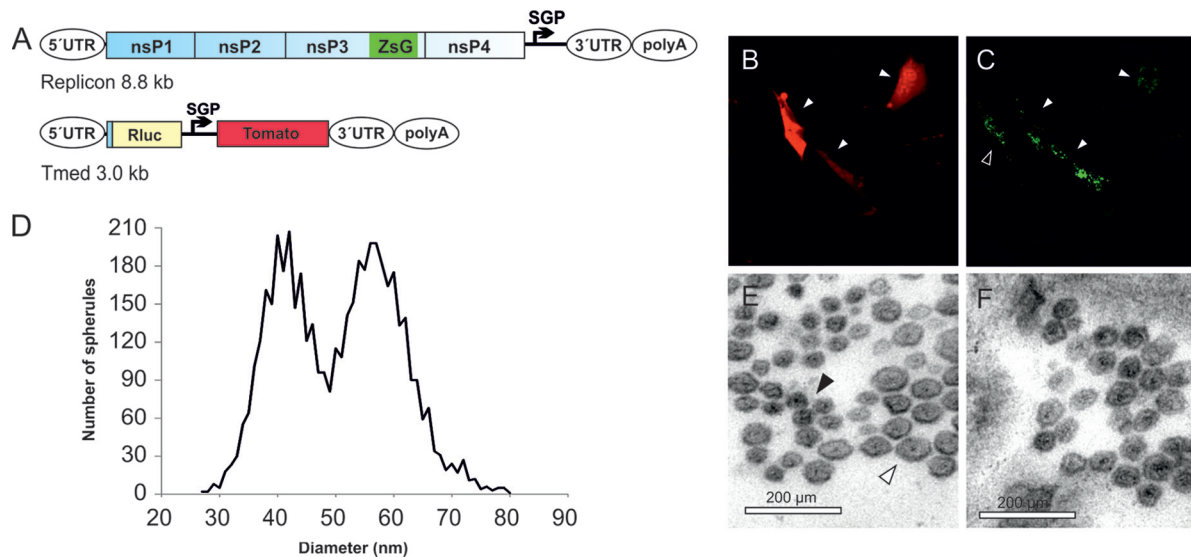 A
5´UTR nsP1 nsP2 nsP3 ZsG nsP4 SGP 3´UTR polyA
Replicon 8.8 kb
5´UTR Rluc SGP Tomato 3´UTR polyA
Tmed 3.0 kb
B
C
D
Number of spherules
210
180
150
120
90
60
30
0
20 30 40 50 60 70 80 90
Diameter (nm)
E
200 µm
F
200 µm